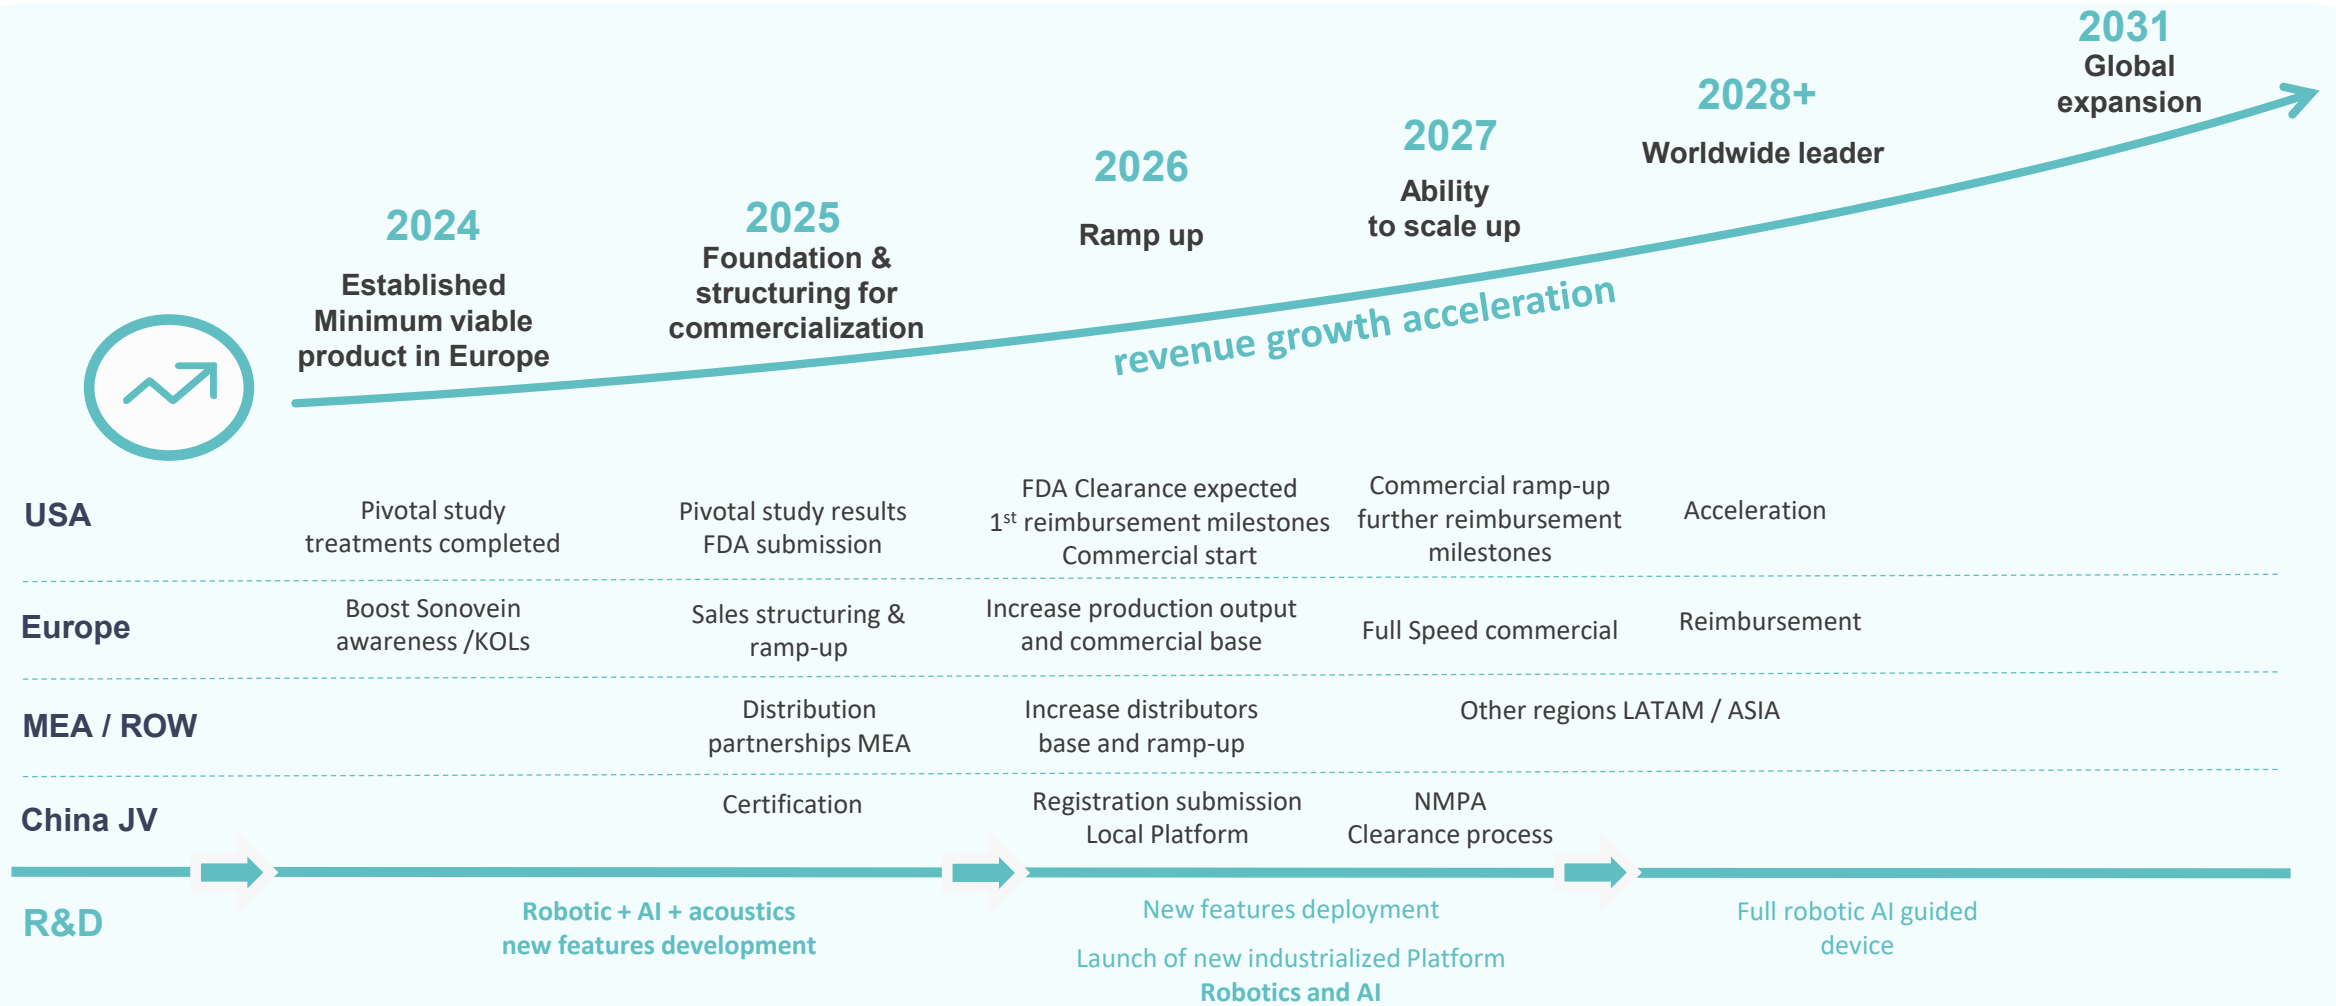 2024
Established
Minimum viable
product in Europe
2025
Foundation &
structuring for
commercialization
2026
Ramp up
2027
Ability
to scale up
2028+
Worldwide leader
2031
Global
expansion
revenue growth acceleration
USA
Pivotal study
treatments completed
Pivotal study results
FDA submission
FDA Clearance expected
1st reimbursement milestones
Commercial start
Commercial ramp-up
further reimbursement
milestones
Acceleration
Europe
Boost Sonovein
awareness /KOLs
Sales structuring &
ramp-up
Increase production output
and commercial base
Full Speed commercial
Reimbursement
MEA / ROW
Distribution
partnerships MEA
Increase distributors
base and ramp-up
Other regions LATAM / ASIA
China JV
Certification
Registration submission
Local Platform
NMPA
Clearance process
R&D
Robotic + AI + acoustics
new features development
New features deployment
Launch of new industrialized Platform
Robotics and AI
Full robotic AI guided
device